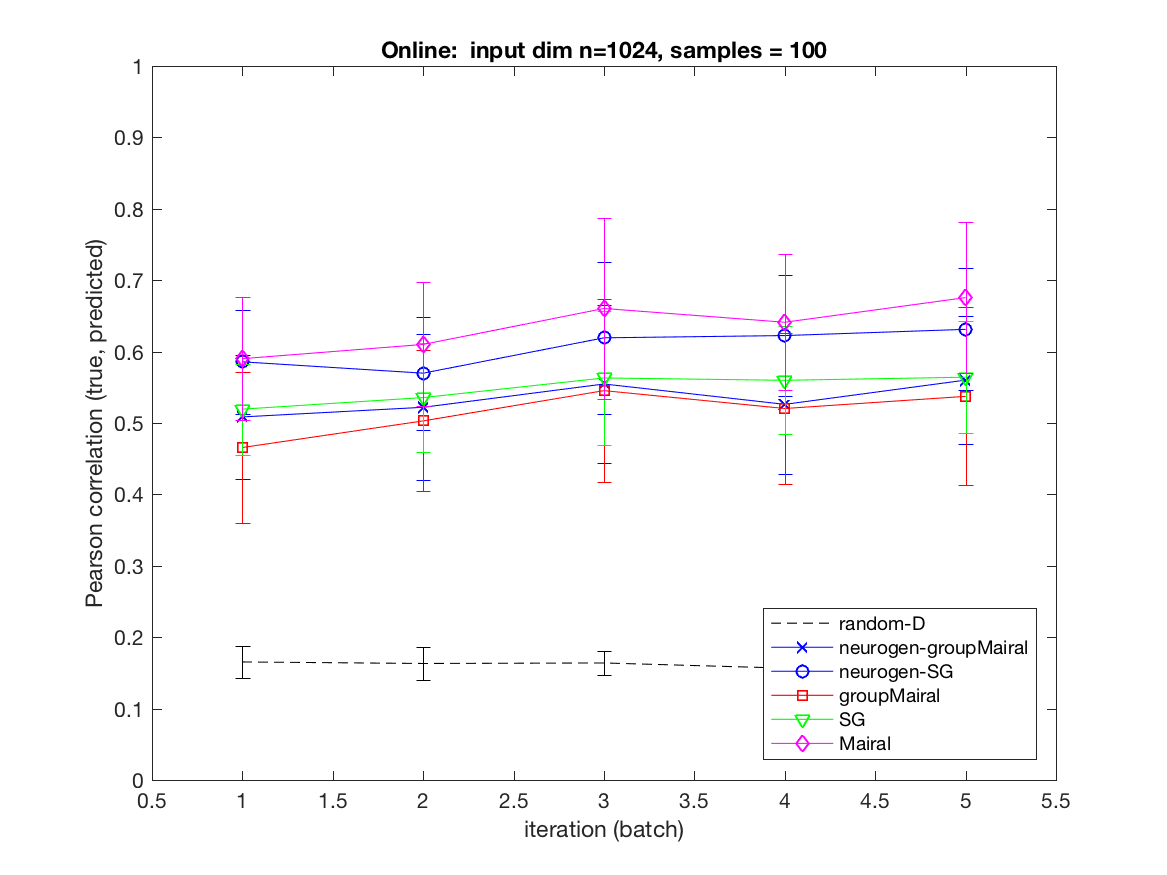 Online: input dim n=1024, samples = 100
1
0.9
0.8
0.7
0.6
0.5
0.4
0.3
0.2
0.1
0
Pearson correlation (true, predicted)
random-D
neurogen-groupMairal
neurogen-SG
groupMairal
SG
Mairal
0.5 1 1.5 2 2.5 3 3.5 4 4.5 5 5.5
iteration (batch)